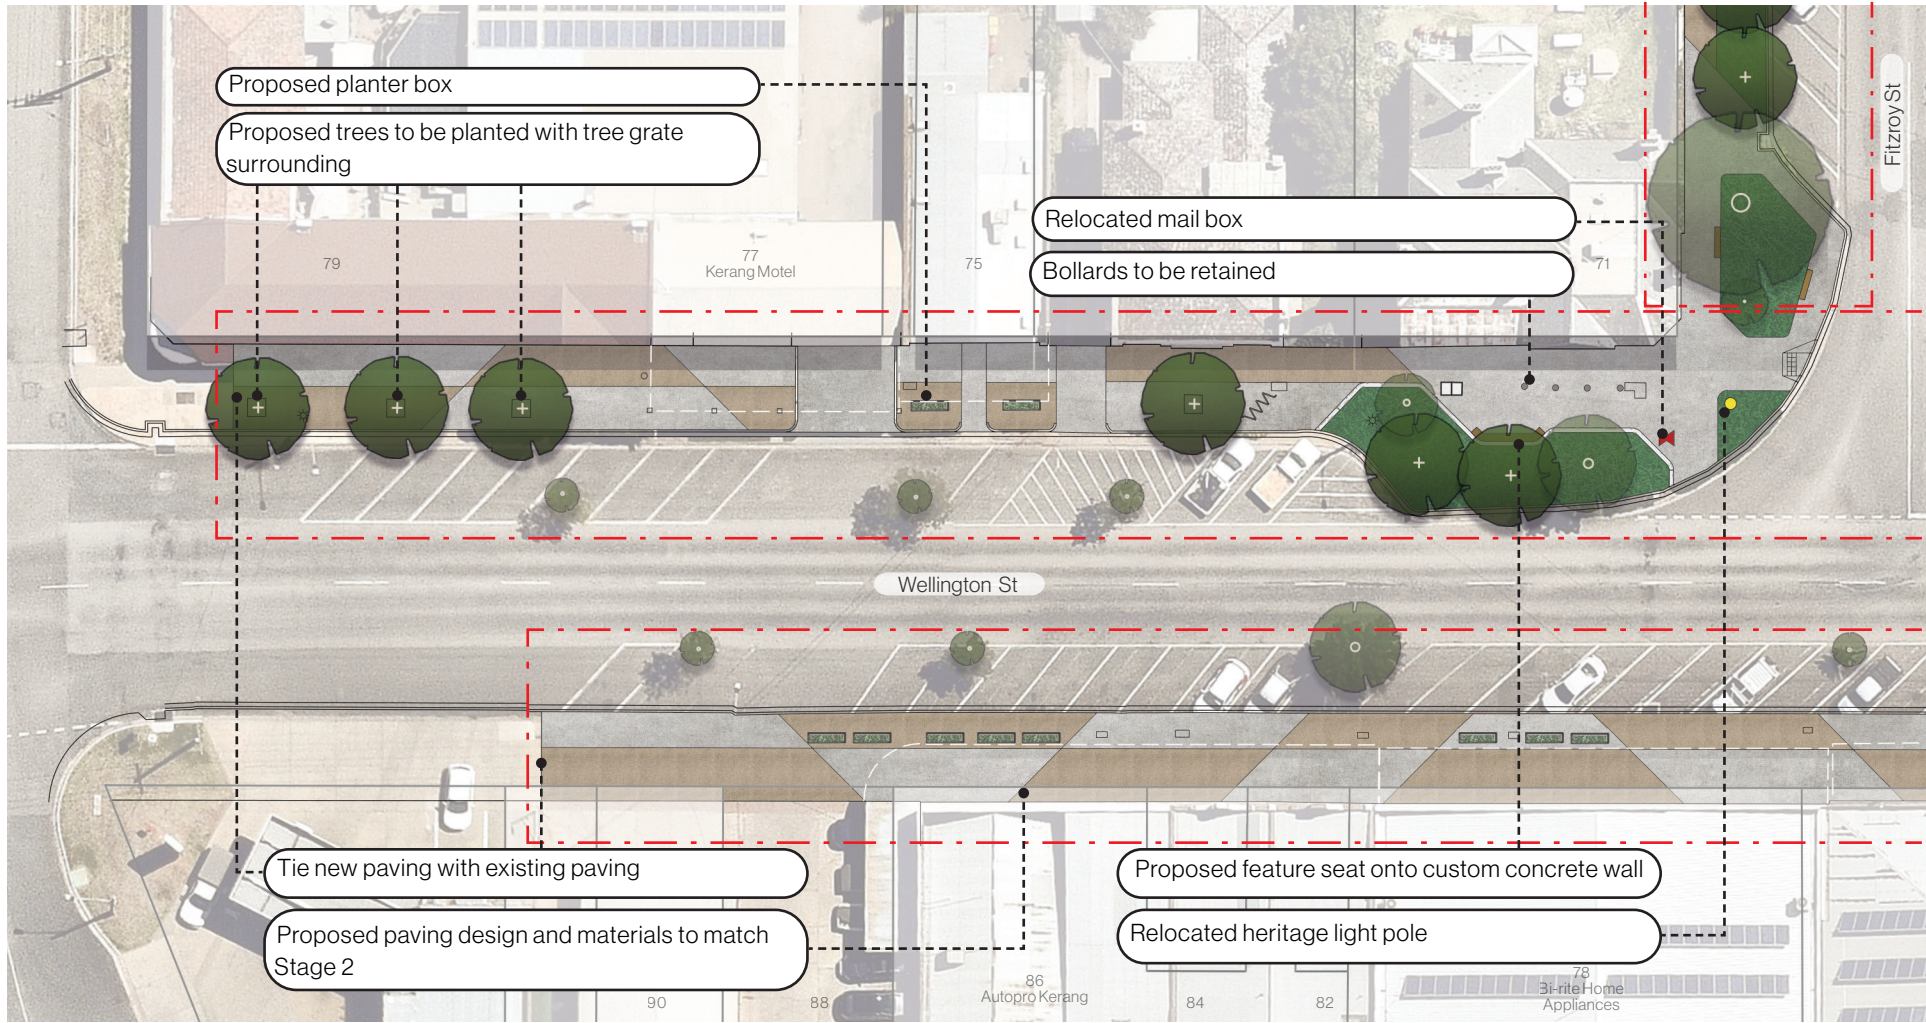 Proposed planter box
Proposed trees to be planted with tree grate
surrounding
Relocated mail box
Bollards to be retained
Fitzroy St
79
77
Kerang Motel
75
71
Wellington St
Tie new paving with existing paving
Proposed paving design and materials to match
Stage 2
Proposed feature seat onto custom concrete wall
Relocated heritage light pole
90
88
86
Autopro Kerang
84
82
78
Bi-rite Home
Appliances